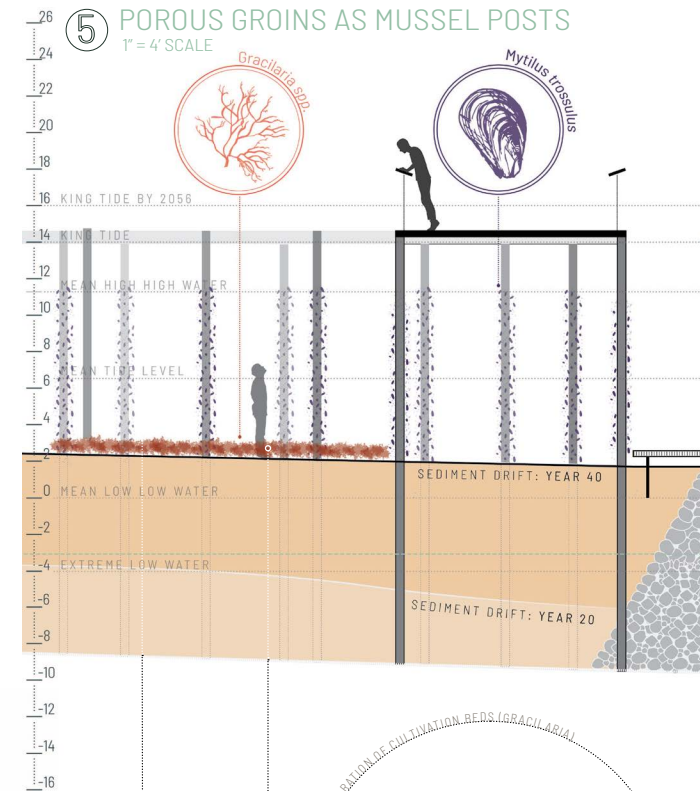 5 POROUS GROINS AS MUSSEL POSTS
1" = 4' SCALE
Gracilaria spp.
Mytilus trossulus
26
24
22
20
18
16 KING TIDE BY 2056
14 KING TIDE
12
MEAN HIGH HIGH WATER
10
8
MEAN TIDE LEVEL
6
4
2
SEDIMENT DRIFT: YEAR 40
0 MEAN LOW LOW WATER
-2
-4 EXTREME LOW WATER
-6
SEDIMENT DRIFT: YEAR 20
-8
-10
-12
-14
-16
OF CULTIVATION BEDS (GRACILARIA)